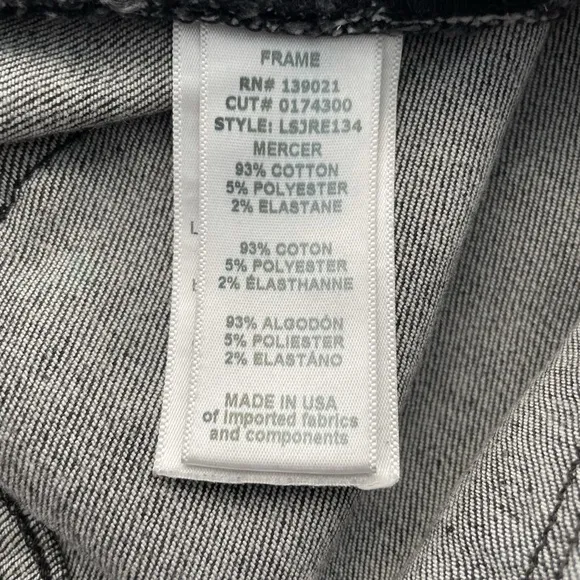 FRAME
RN# 139021
CUT# 0174300
STYLE: LSJRE134
MERCER
93% COTTON
5% POLYESTER
2% ELASTANE
93% COTON
5% POLYESTER
2% ÉLASTHANNE
93% ALGODÓN
5% POLIESTER
2% ELASTÁNO
MADE IN USA
of imported fabrics
and components
L